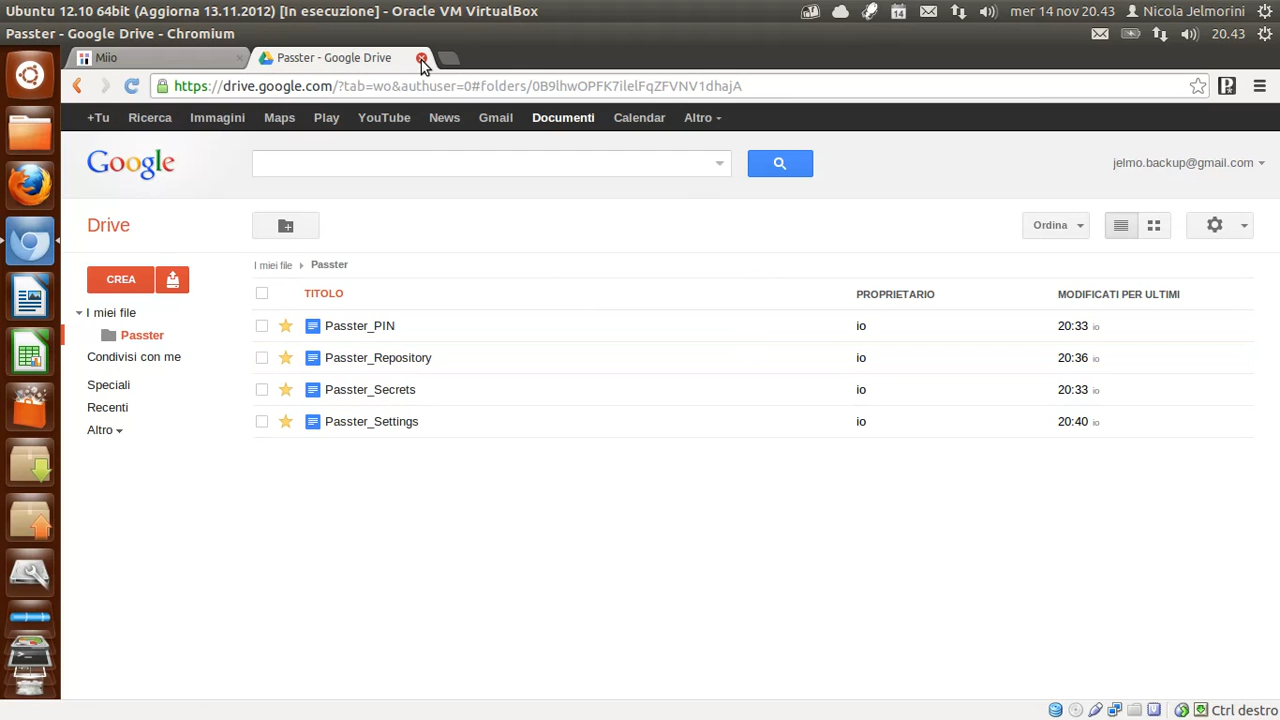 Ubuntu 12.10 64bit (Aggiorna 13.11.2012) [In esecuzione] - Oracle VM VirtualBox
14 mer 14 nov 20.43 Nicola Jelmorini
Passter - Google Drive - Chromium
20.43
Miio
Passter - Google Drive
https://drive.google.com/?tab=wo&authuser=0#folders/0B9lhwOPFK7ilelFqZFVNV1dhajA
+Tu Ricerca Immagini Maps Play YouTube News Gmail Documenti Calendar Altro
Google
jelmo.backup@gmail.com
Drive
Ordina
I miei file Passter
CREA
TITOLO PROPRIETARIO MODIFICATI PER ULTIMI
I miei file
Passter
Condivisi con me
Speciali
Recenti
Altro
Passter_PIN io 20:33 io
Passter_Repository io 20:36 io
Passter_Secrets io 20:33 io
Passter_Settings io 20:40 io
Ctrl destro